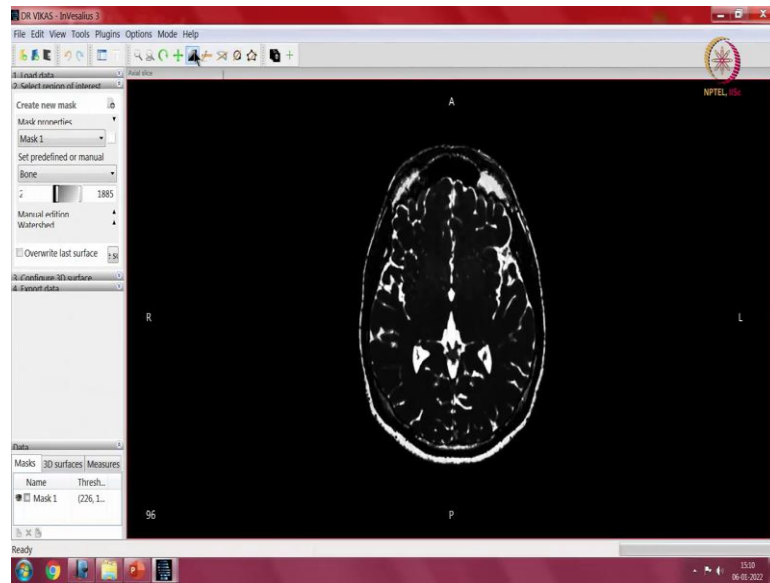 DR VIKAS - InVesalius 3
File Edit View Tools Plugins Options Mode Help
NPTEL, IISc
1. Load data
2. Select region of interest
Create new mask
Mask properties
Mask 1
Set predefined or manual
Bone
1885
Manual edition
Watershed
Overwrite last surface
3. Configure 3D surface
4. Export data
Axial slice
A
R
L
96
P
Data
Masks 3D surfaces Measures
Name Thresh..
Mask 1 (226, 1...
Ready
15:10
06-01-2022